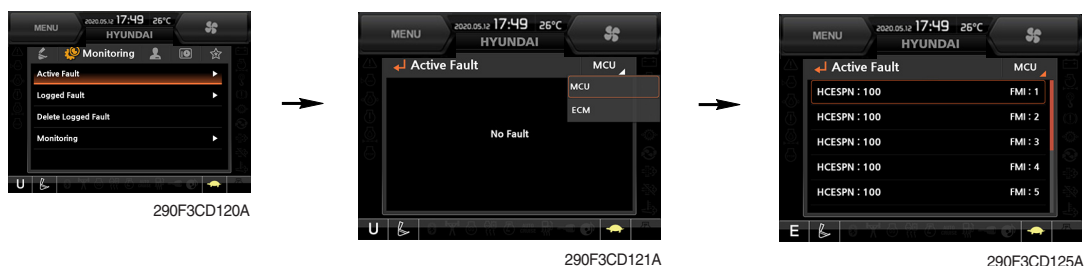 MENU
2020.05.12 17:49 26°C
HYUNDAI
Monitoring
Active Fault
Logged Fault
Delete Logged Fault
Monitoring
U
290F3CD120A
MENU
2020.05.12 17:49 26°C
HYUNDAI
Active Fault MCU
MCU
ECM
No Fault
U
290F3CD121A
MENU
2020.05.12 17:49 26°C
HYUNDAI
Active Fault MCU
HCESPN : 100 FMI : 1
HCESPN : 100 FMI : 2
HCESPN : 100 FMI : 3
HCESPN : 100 FMI : 4
HCESPN : 100 FMI : 5
E
290F3CD125A